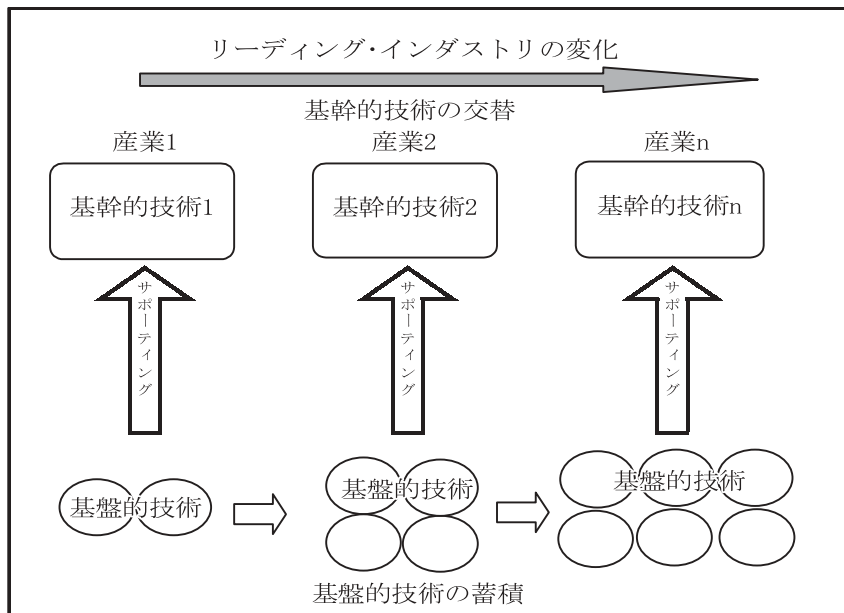 リーディング・インダストリの変化
基幹的技術の交替
産業1
産業2
産業n
基幹的技術1
基幹的技術2
基幹的技術n
サポーティング
サポーティング
サポーティング
基盤的技術
基盤的技術
基盤的技術
基盤的技術の蓄積